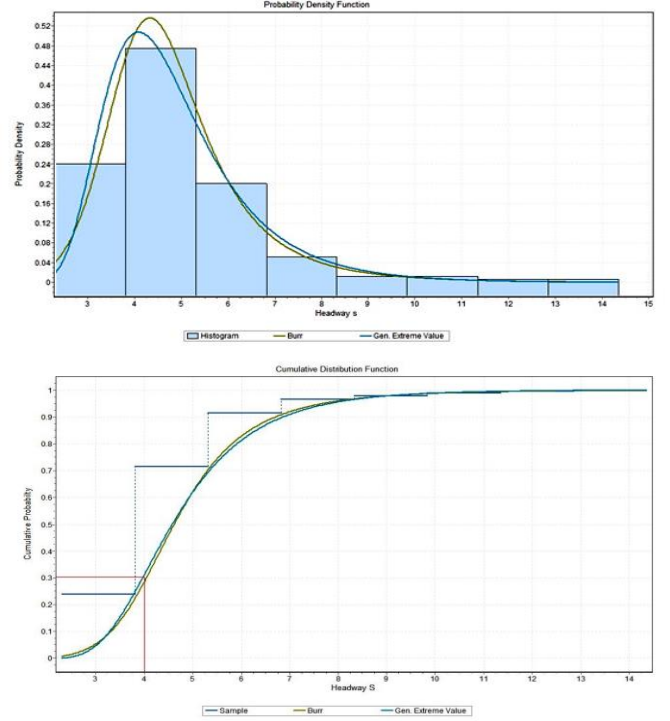 Probability Density Function
Probability Density
0.52
0.48
0.44
0.4
0.36
0.32
0.28
0.24
0.2
0.16
0.12
0.08
0.04
0
3 4 5 6 7 8 9 10 11 12 13 14 15
Headway s
Histogram Burr Gen. Extreme Value
Cumulative Distribution Function
Cumulative Probabilty
1
0.9
0.8
0.7
0.6
0.5
0.4
0.3
0.2
0.1
0
3 4 5 6 7 8 9 10 11 12 13 14
Headway S
Sample Burr Gen. Extreme Value